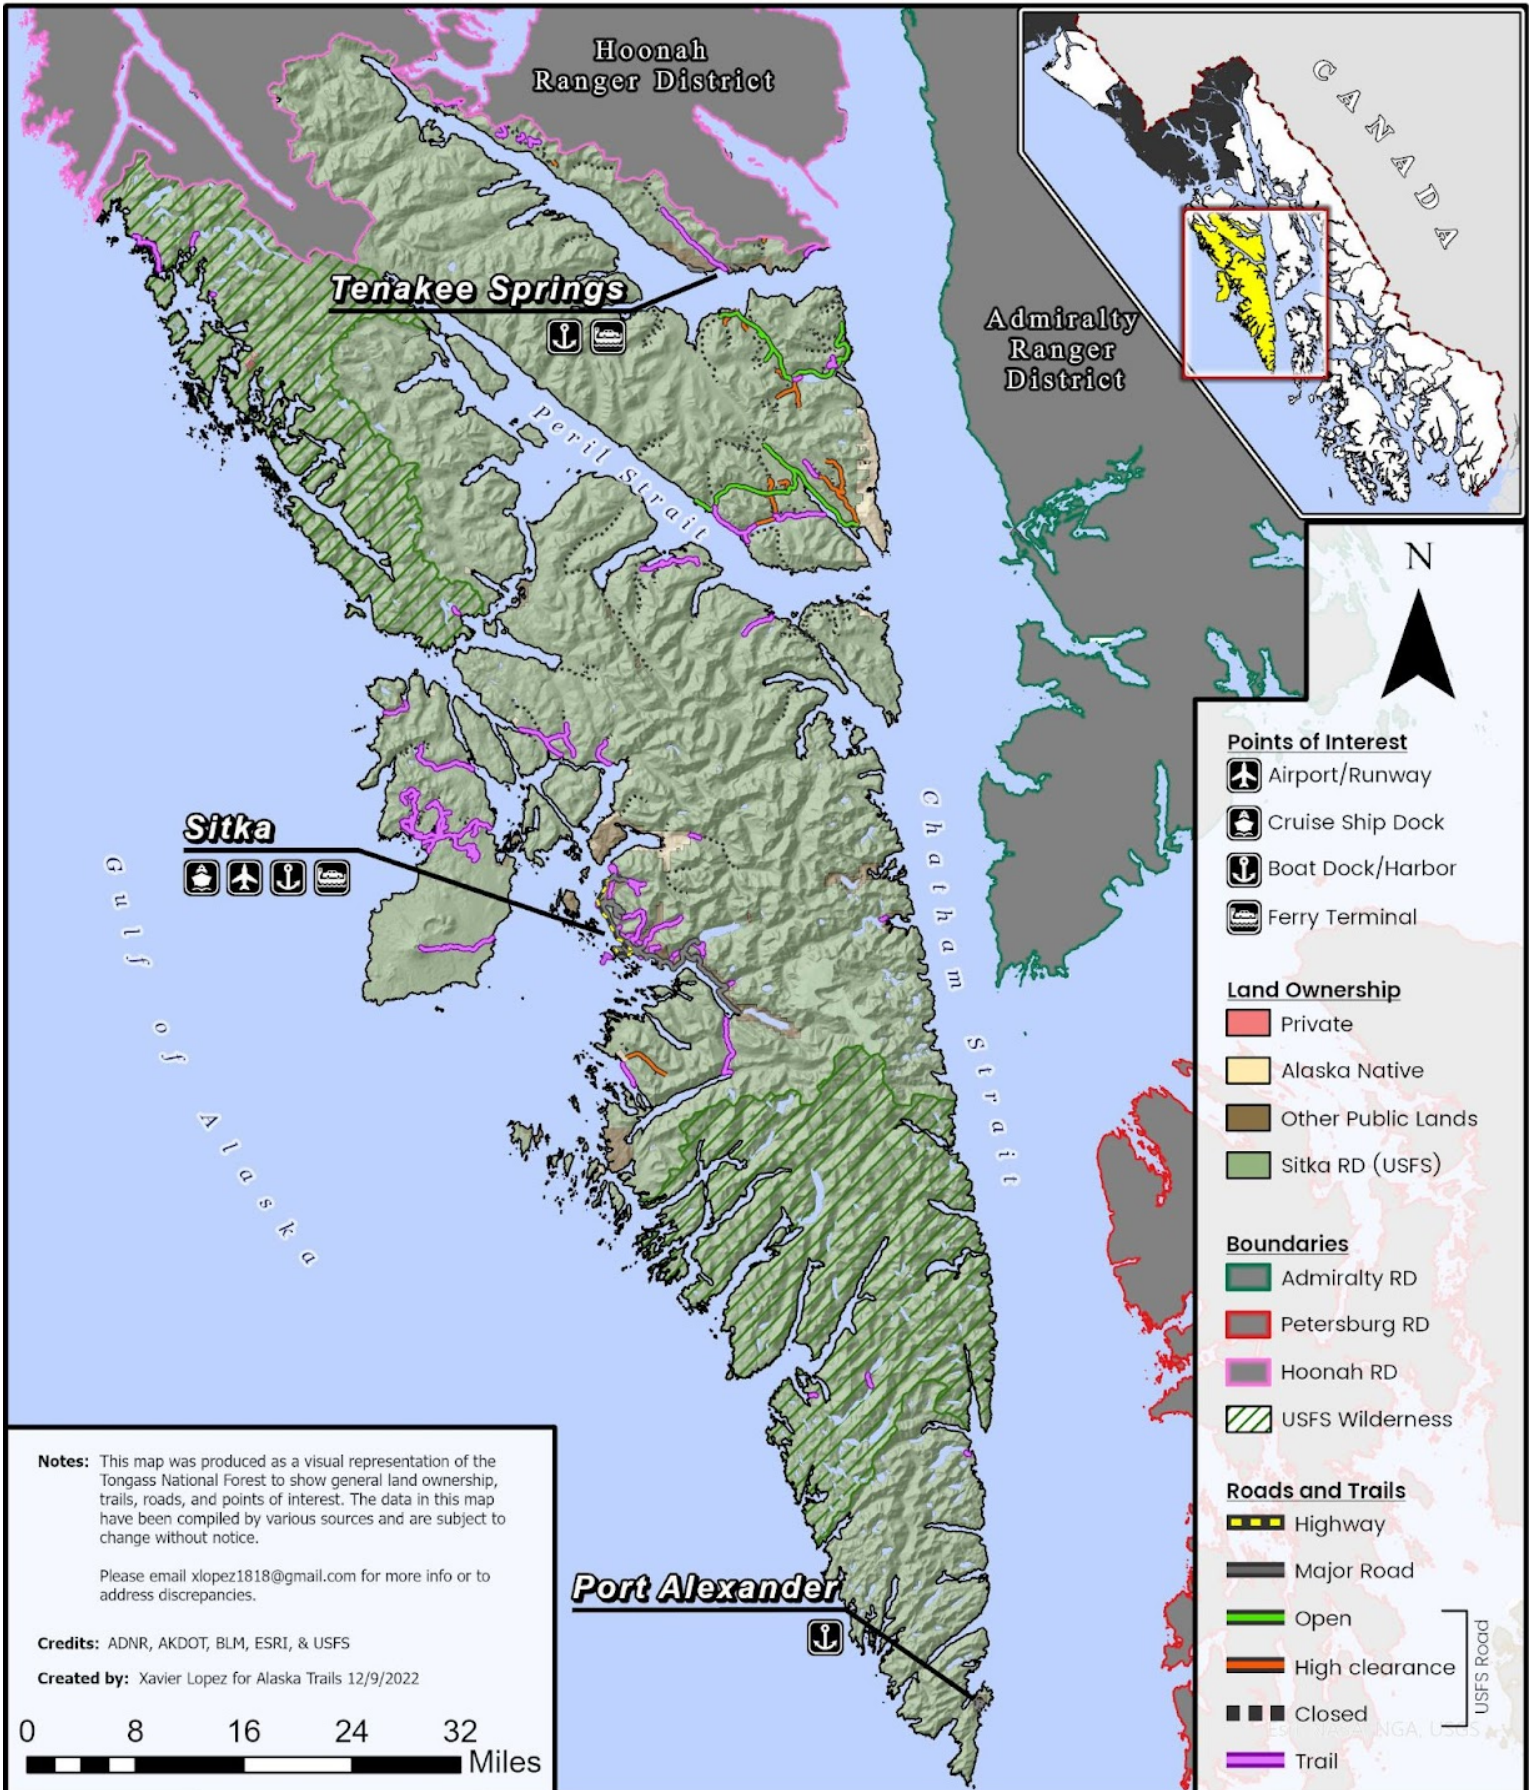 Hoonah
Ranger District
CANADA
Tenakee Springs
Admiralty
Ranger
District
Peril Strait
N
Sitka
Chatham Strait
Gulf of Alaska
Port Alexander
Points of Interest
Airport/Runway
Cruise Ship Dock
Boat Dock/Harbor
Ferry Terminal
Land Ownership
Private
Alaska Native
Other Public Lands
Sitka RD (USFS)
Boundaries
Admiralty RD
Petersburg RD
Hoonah RD
USFS Wilderness
Roads and Trails
Highway
Major Road
Open
High clearance
Closed
USFS Road
Trail
Notes: This map was produced as a visual representation of the
Tongass National Forest to show general land ownership,
trails, roads, and points of interest. The data in this map
have been compiled by various sources and are subject to
change without notice.
Please email xlopez1818@gmail.com for more info or to
address discrepancies.
Credits: ADNR, AKDOT, BLM, ESRI, & USFS
Created by: Xavier Lopez for Alaska Trails 12/9/2022
0 8 16 24 32
Miles